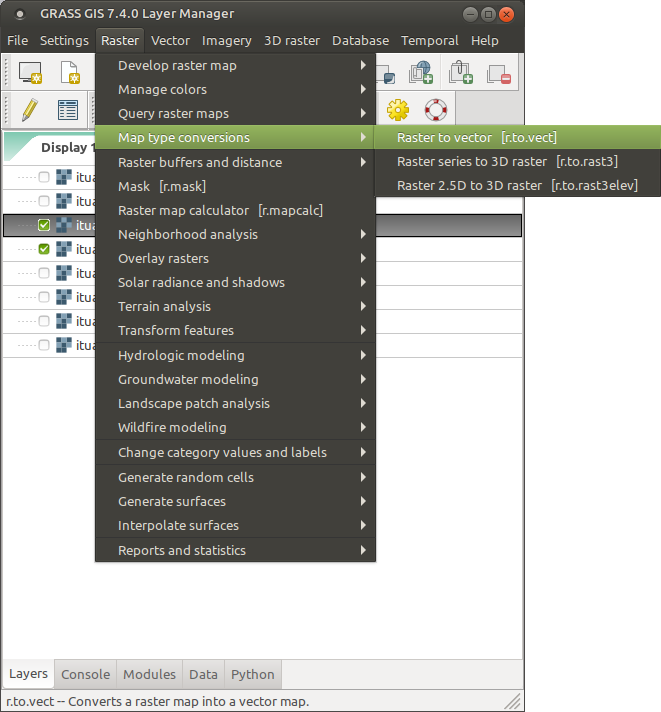 GRASS GIS 7.4.0 Layer Manager
File Settings Raster Vector Imagery 3D raster Database Temporal Help
Develop raster map
Manage colors
Query raster maps
Map type conversions
Raster to vector [r.to.vect]
Display 1
Raster buffers and distance
Raster series to 3D raster [r.to.rast3]
Mask [r.mask]
Raster 2.5D to 3D raster [r.to.rast3elev]
Raster map calculator [r.mapcalc]
Neighborhood analysis
Overlay rasters
Solar radiance and shadows
Terrain analysis
Transform features
Hydrologic modeling
Groundwater modeling
Landscape patch analysis
Wildfire modeling
Change category values and labels
Generate random cells
Generate surfaces
Interpolate surfaces
Reports and statistics
itua
itua
itua
itua
itua
itua
itua
itua
Layers Console Modules Data Python
r.to.vect -- Converts a raster map into a vector map.